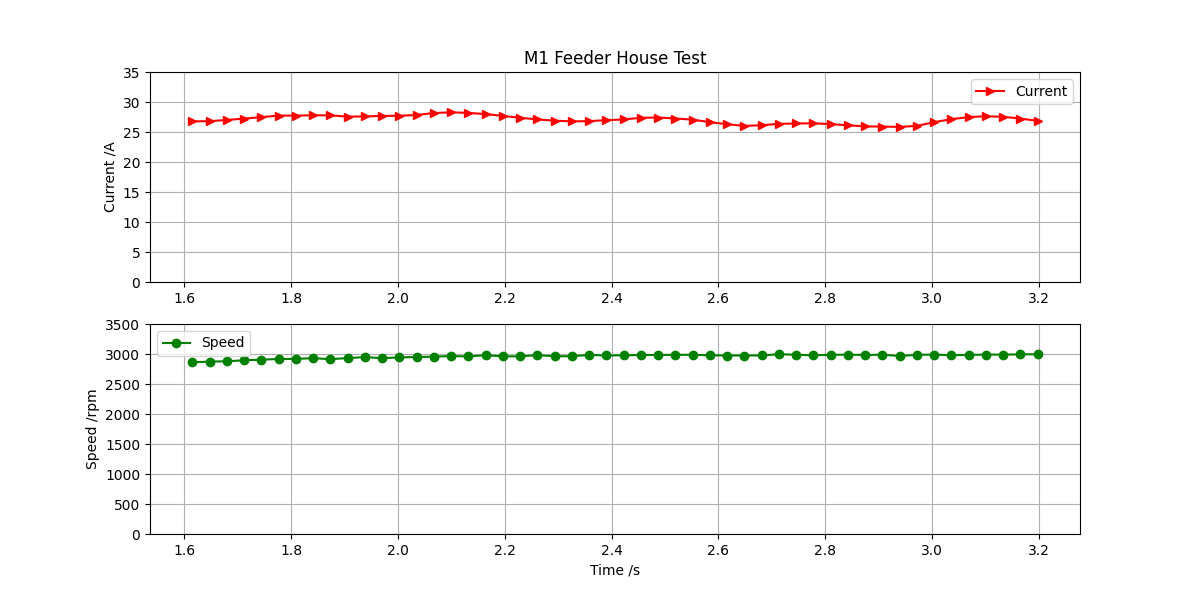 M1 Feeder House Test
35
30
25
20
15
10
5
0
Current /A
Current
1.6 1.8 2.0 2.2 2.4 2.6 2.8 3.0 3.2
3500
3000
2500
2000
1500
1000
500
0
Speed /rpm
Speed
1.6 1.8 2.0 2.2 2.4 2.6 2.8 3.0 3.2
Time /s